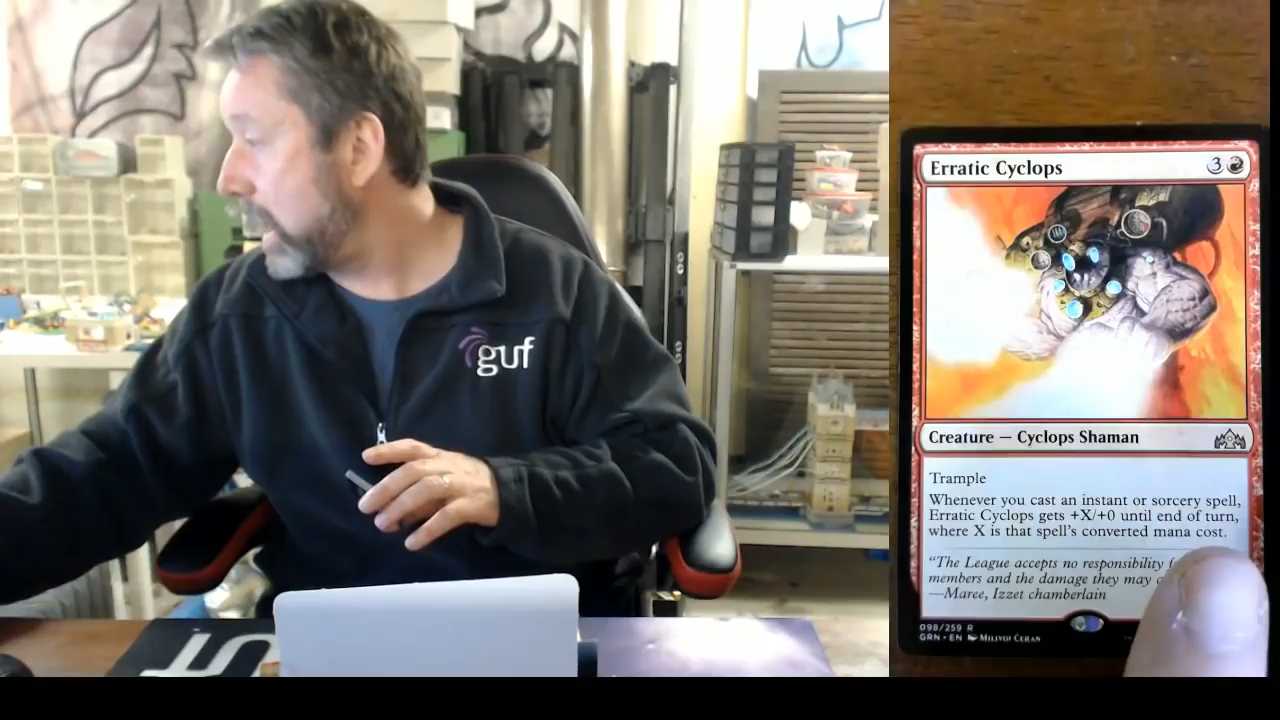 guf
Erratic Cyclops
3
Creature — Cyclops Shaman
Trample
Whenever you cast an instant or sorcery spell,
Erratic Cyclops gets +X/+0 until end of turn,
where X is that spell's converted mana cost.
"The League accepts no responsibility
members and the damage they may
—Maree, Izzet chamberlain
098/259 R
GRN • EN Milivoj Ćeran